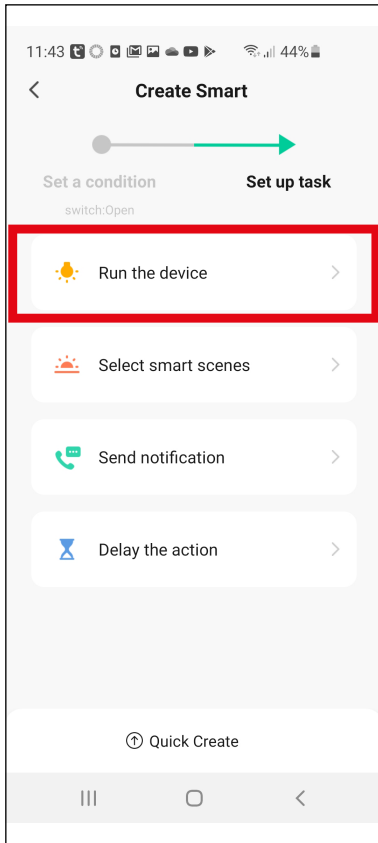 11:43 44%
Create Smart
Set a condition Set up task
switch:Open
Run the device
Select smart scenes
Send notification
Delay the action
Quick Create